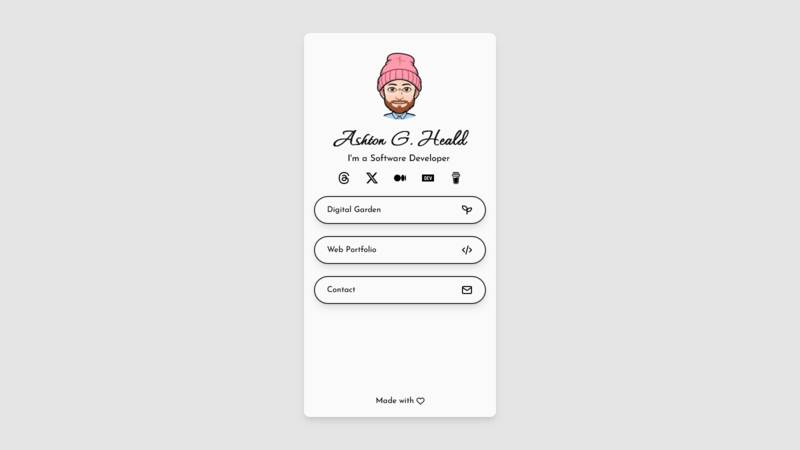 Ashton G. Heald
I'm a Software Developer
DEV
Digital Garden
Web Portfolio
Contact
Made with